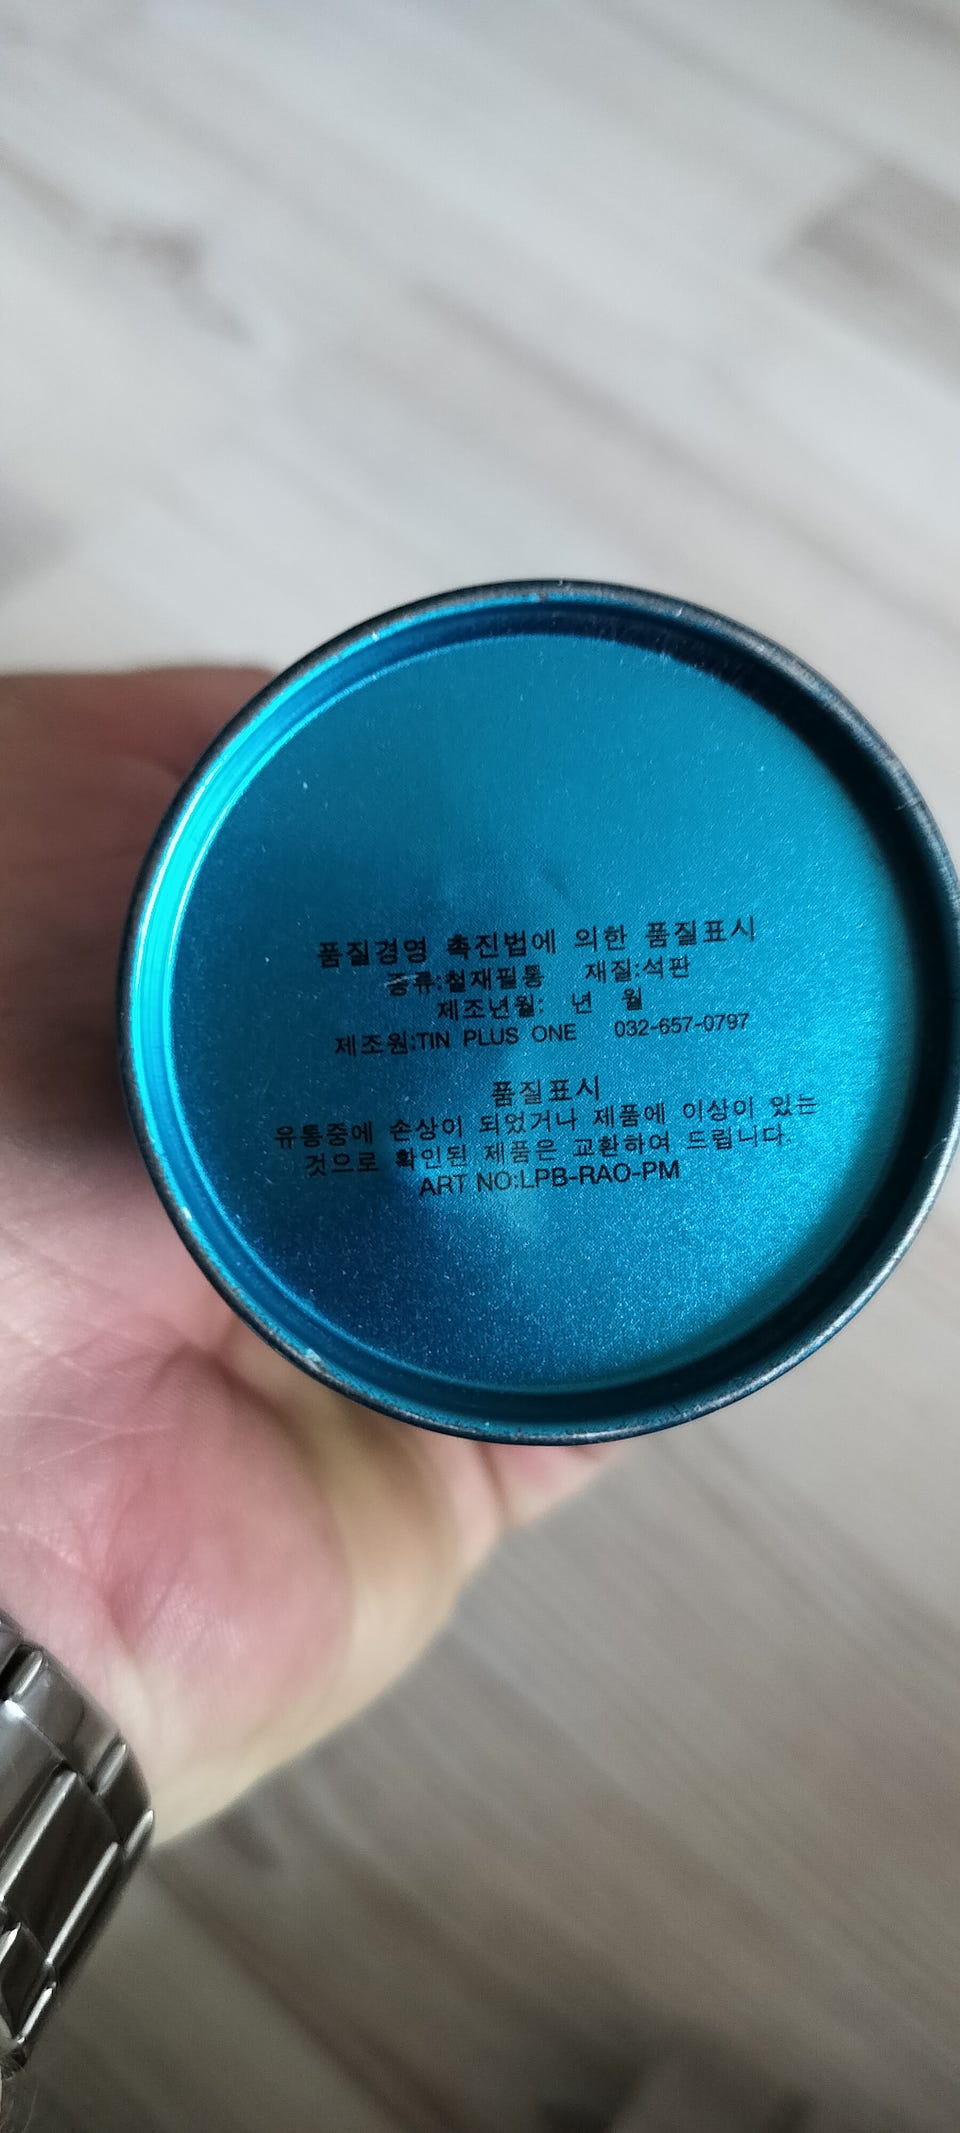 품질경영 촉진법에 의한 품질표시
종류:철재필통 재질:석판
제조년월: 년 월
제조원:TIN PLUS ONE 032-657-0797
품질표시
유통중에 손상이 되었거나 제품에 이상이 있는
것으로 확인된 제품은 교환하여 드립니다.
ART NO:LPB-RAO-PM